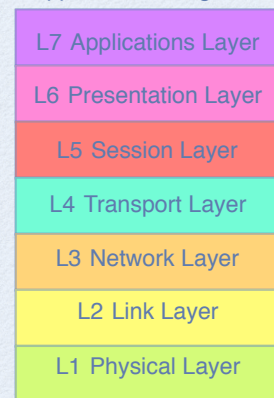 L7 Applications Layer
L6 Presentation Layer
L5 Session Layer
L4 Transport Layer
L3 Network Layer
L2 Link Layer
L1 Physical Layer